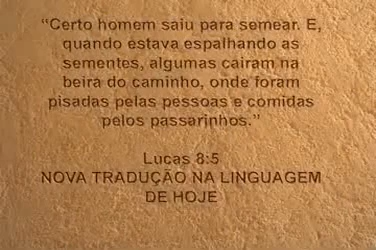 “Certo homem saiu para semear. E,
quando estava espalhando as
sementes, algumas caíram na
beira do caminho, onde foram
pisadas pelas pessoas e comidas
pelos passarinhos.”
Lucas 8:5
NOVA TRADUÇÃO NA LINGUAGEM
DE HOJE